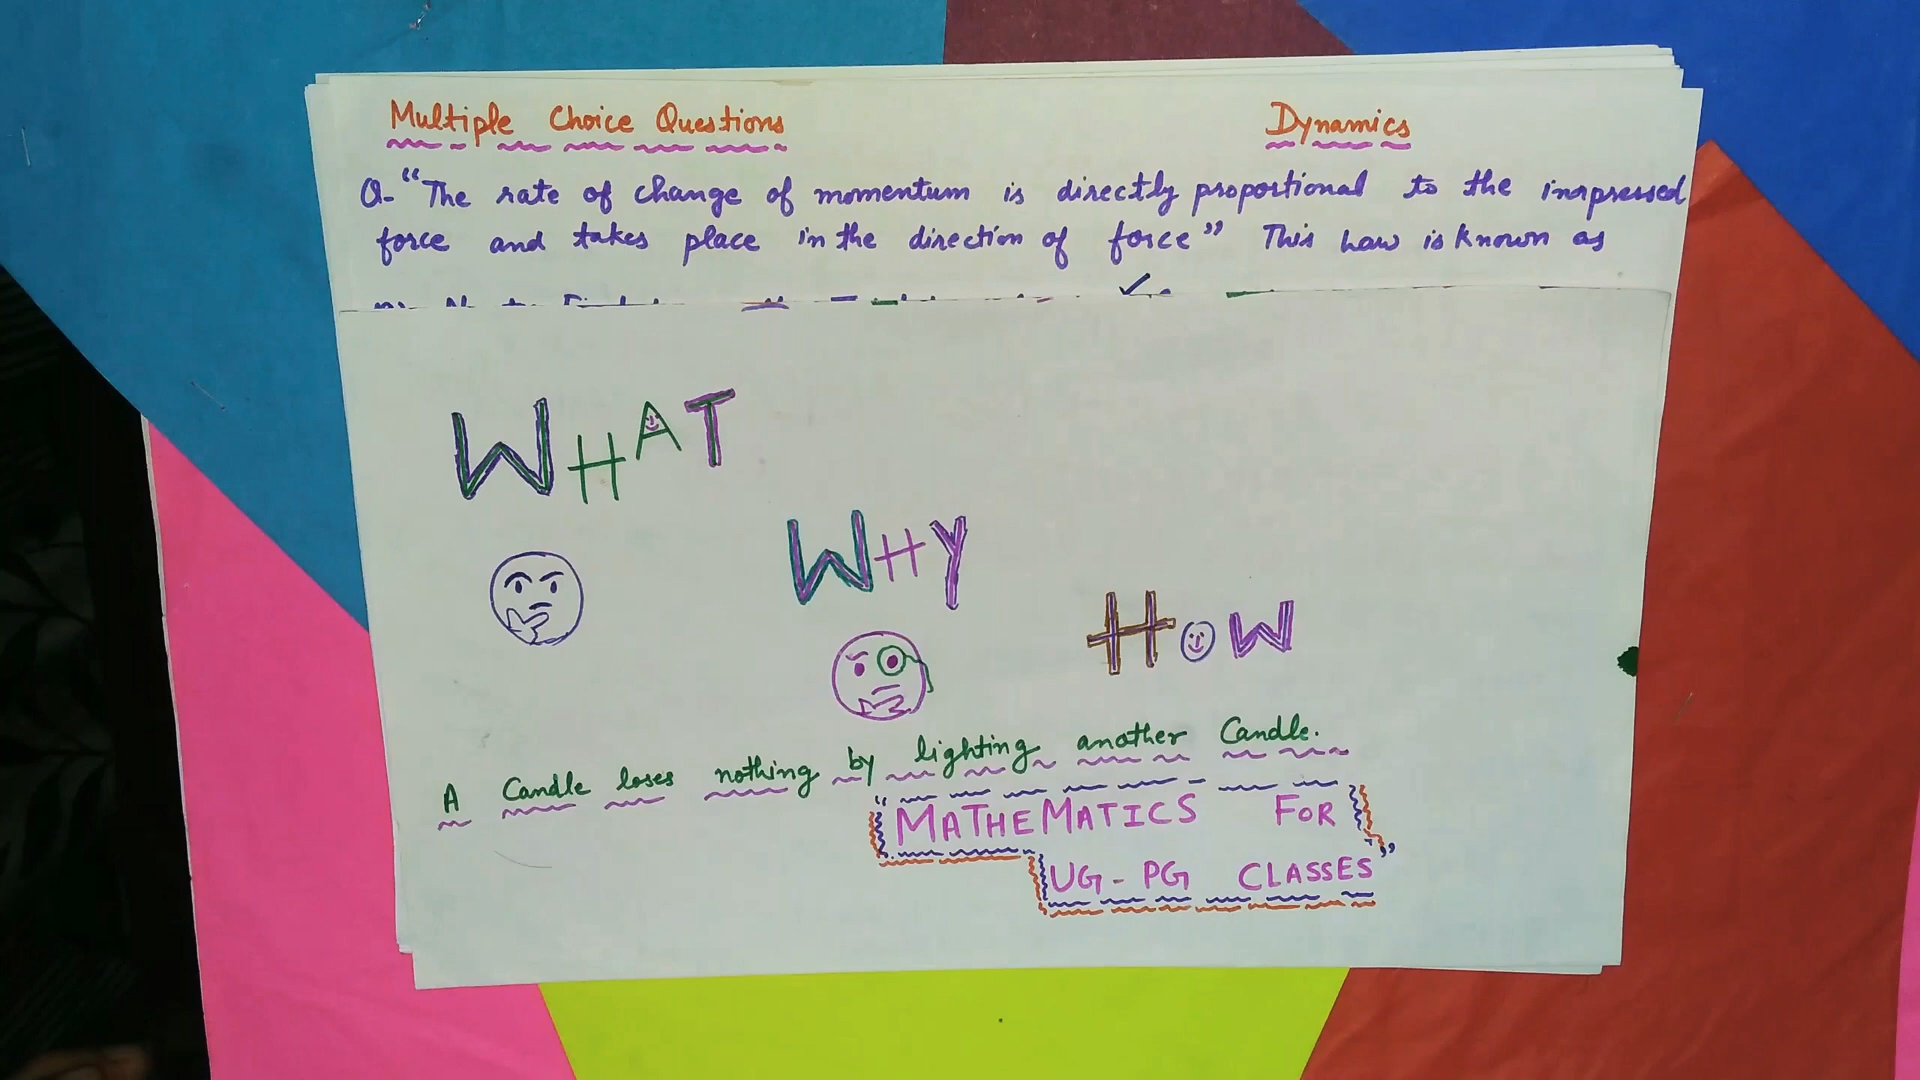 Multiple Choice Questions
Dynamics
Q- "The rate of change of momentum is directly proportional to the impressed
force and takes place in the direction of force" This Law is known as
WHAT
WHY
HOW
A Candle loses nothing by lighting another Candle.
"MATHEMATICS FOR
UG-PG CLASSES"